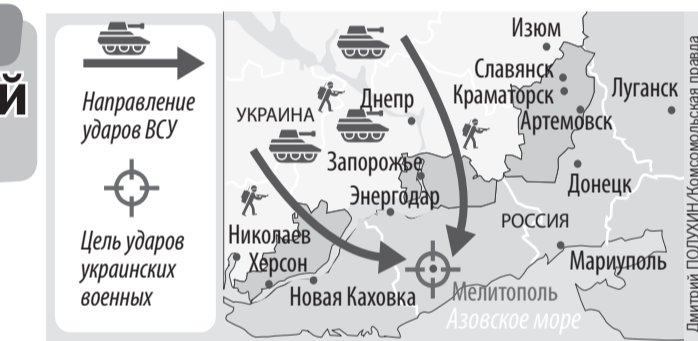 Й
Направление
ударов ВСУ
Цель ударов
украинских
военных
Изюм
Славянск
Краматорск
Луганск
Днепр
УКРАИНА
Артемовск
Запорожье
Донецк
Энергодар
РОССИЯ
Николаев
Херсон
Мариуполь
Новая Каховка
Мелитополь
Азовское море
Дмитрий ПОЛУХИН/Комсомольская правда